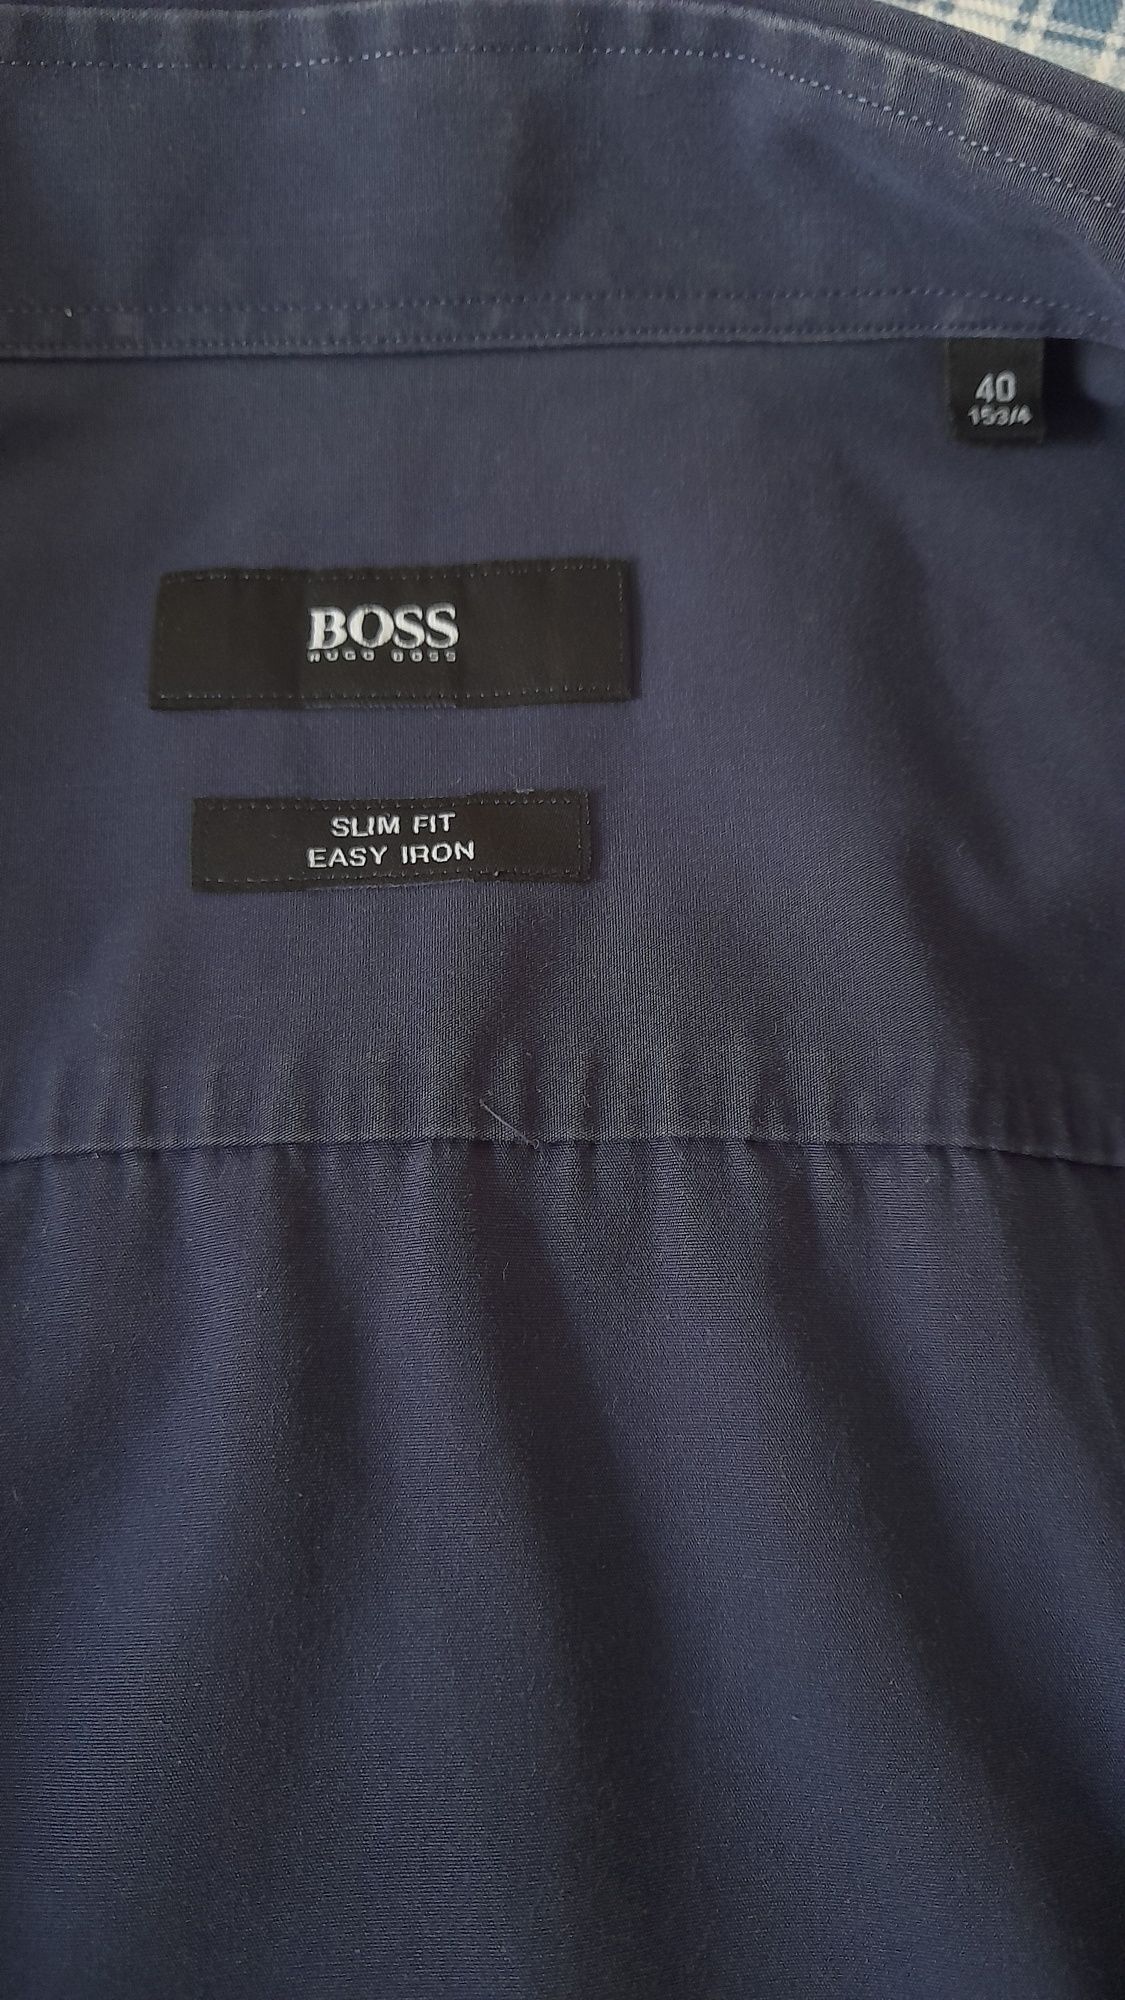 40
153/4
BOSS
HUGO BOSS
SLIM FIT
EASY IRON